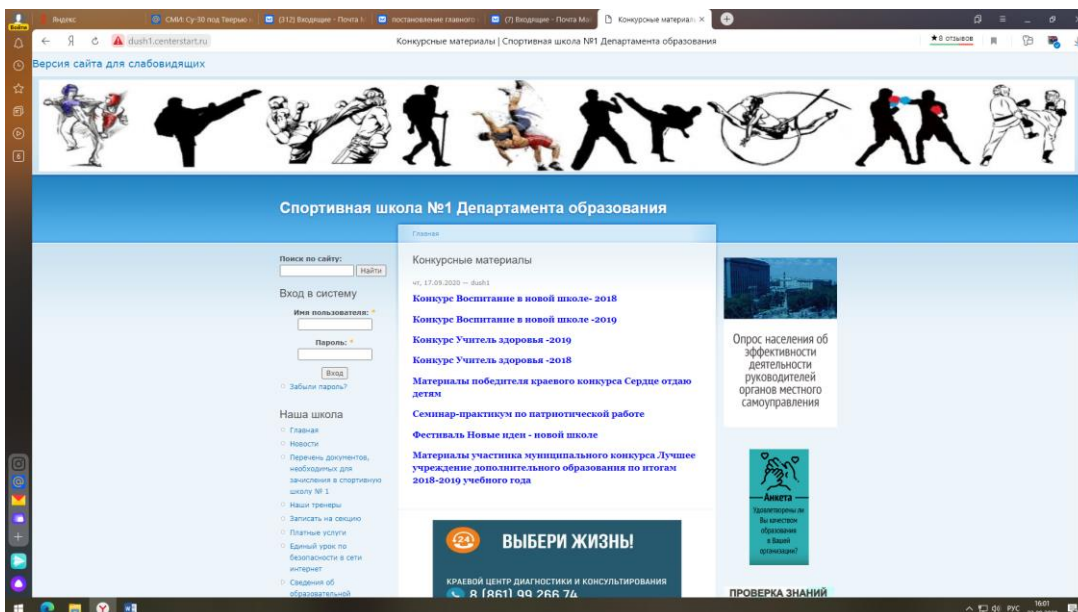 Яндекс
СМИ: Су-30 под Тверью
(312) Входящие - Почта
постановление главного
(7) Входящие - Почта Ма
Конкурсные материал
dush1.centerstart.ru
Конкурсные материалы | Спортивная школа №1 Департамента образования
★ 8 отзывов
Версия сайта для слабовидящих
Спортивная школа №1 Департамента образования
Главная
Поиск по сайту:
Найти
Вход в систему
Имя пользователя: *
Пароль: *
Вход
Забыли пароль?
Наша школа
Главная
Новости
Перечень документов,
необходимых для
зачисления в спортивную
школу № 1
Наши тренеры
Записать на секцию
Платные услуги
Единый урок по
безопасности в сети
интернет
Сведения об
образовательной
Конкурсные материалы
чт, 17.09.2020 — dush1
Конкурс Воспитание в новой школе- 2018
Конкурс Воспитание в новой школе -2019
Конкурс Учитель здоровья -2019
Конкурс Учитель здоровья -2018
Материалы победителя краевого конкурса Сердце отдаю
детям
Семинар-практикум по патриотической работе
Фестиваль Новые идеи - новой школе
Материалы участника муниципального конкурса Лучшее
учреждение дополнительного образования по итогам
2018-2019 учебного года
24
ВЫБЕРИ ЖИЗНЬ!
КРАЕВОЙ ЦЕНТР ДИАГНОСТИКИ И КОНСУЛЬТИРОВАНИЯ
8 (861) 99 266 74
Опрос населения об
эффективности
деятельности
руководителей
органов местного
самоуправления
Анкета
Удовлетворены ли
Вы качеством
образования
в Вашей
организации?
ПРОВЕРКА ЗНАНИЙ
РУС
16:01